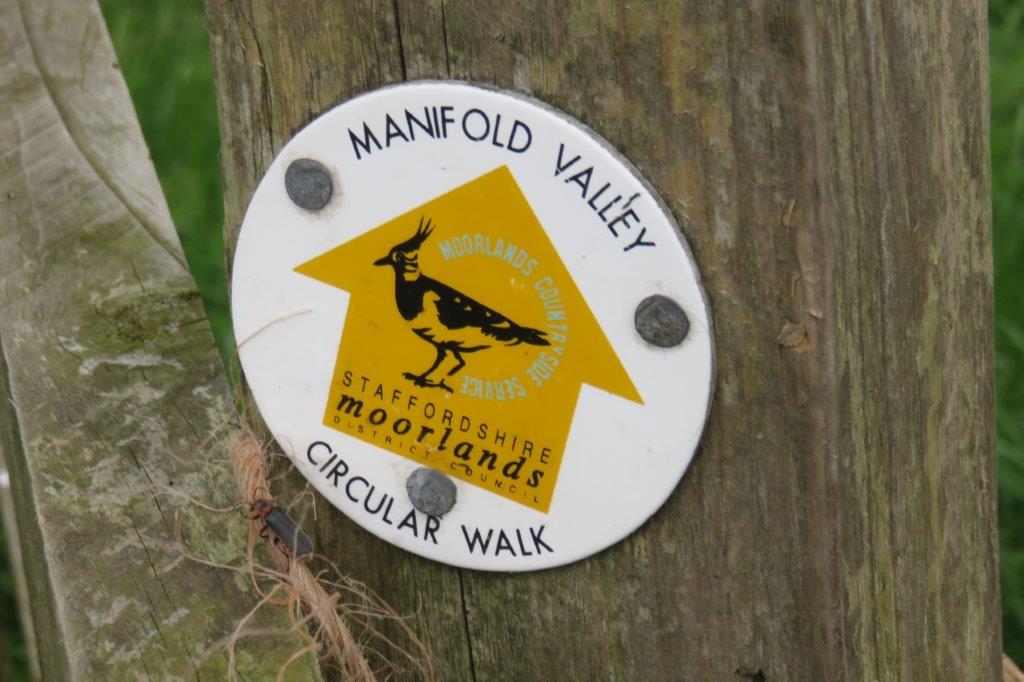 MANIFOLD VALLEY
MOORLANDS COUNTRYSIDE SERVICE
STAFFORDSHIRE
moorlands
DISTRICT COUNCIL
CIRCULAR WALK